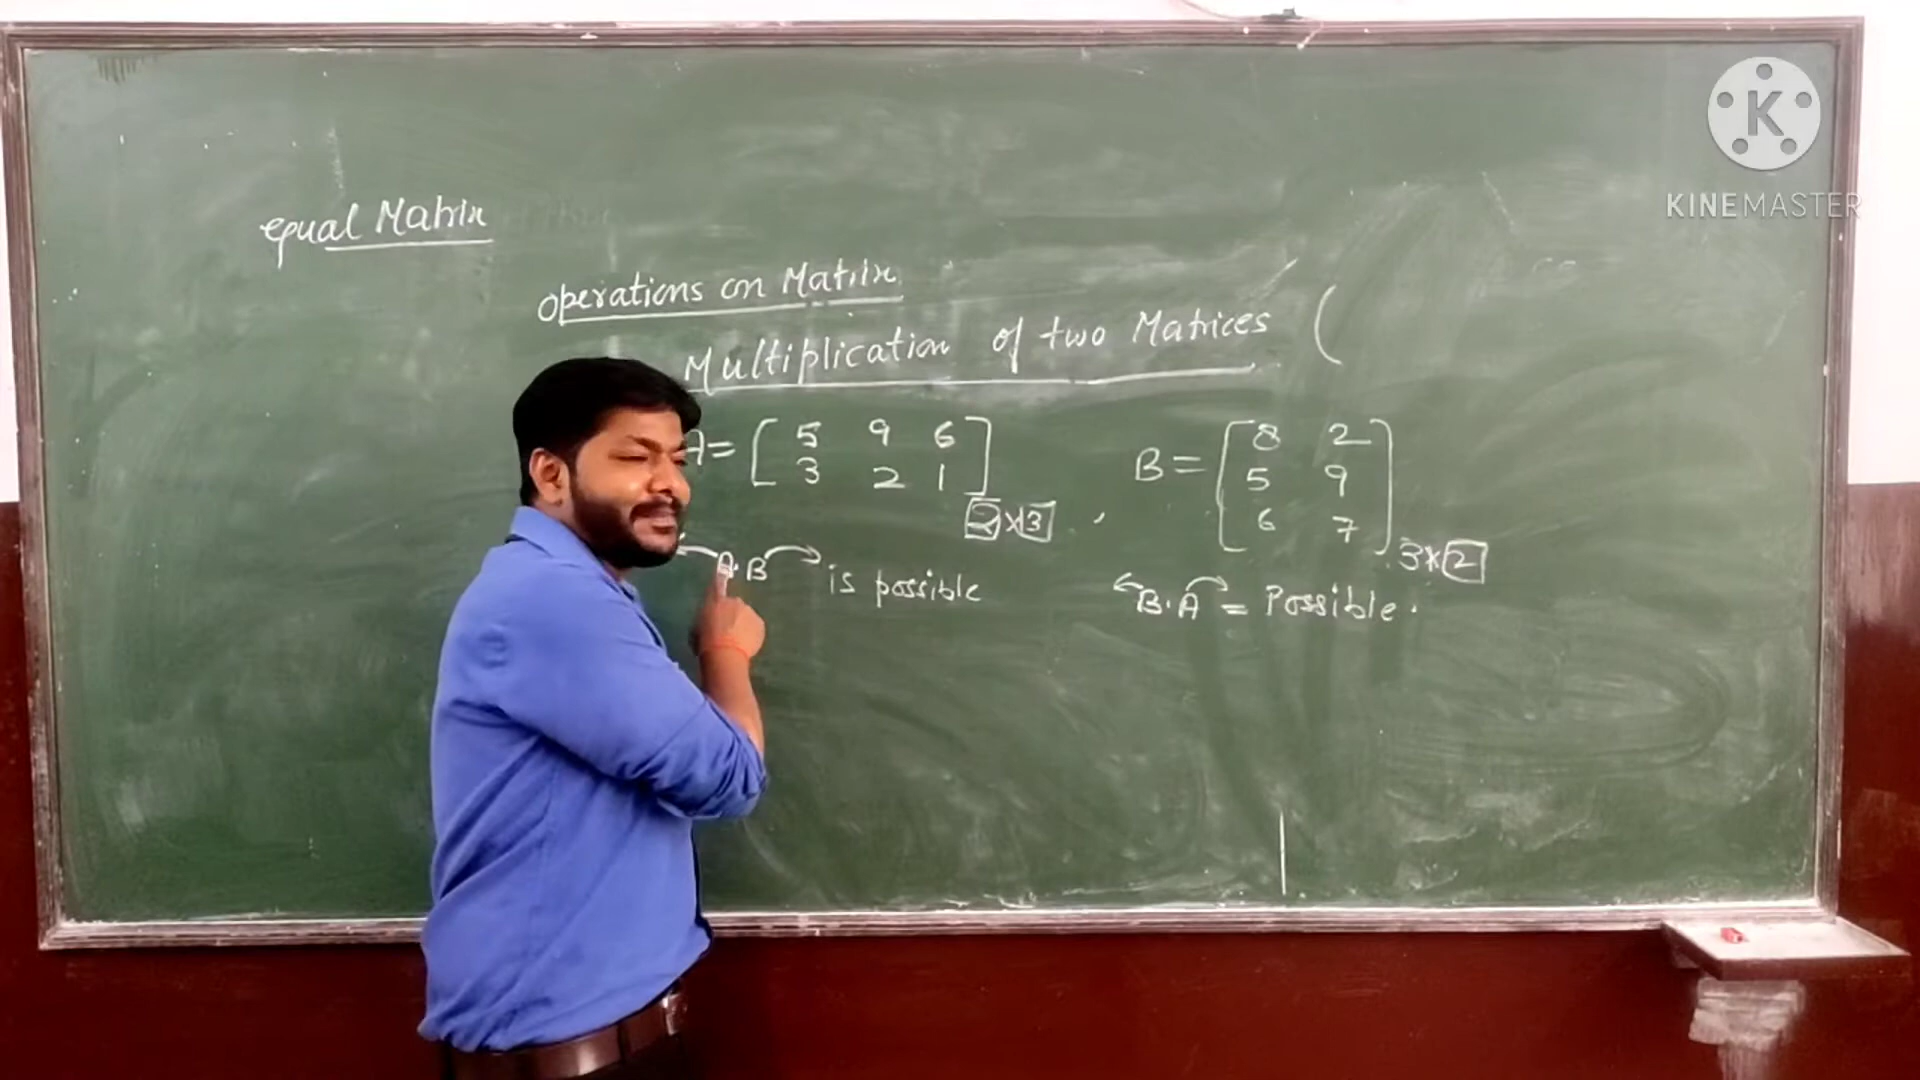 K
KINEMASTER
equal Matrix
operations on Matrix
Multiplication of two Matrices (
A = [ 5 9 6
3 2 1 ] 2×3 ,
B = [ 8 2
5 9
6 7 ] 3×2
A.B is possible
B.A = Possible.